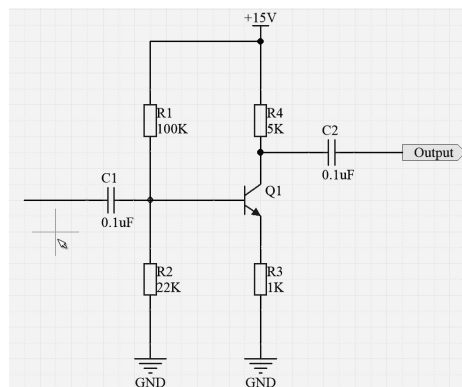 +15V
R1
100K
R4
5K
C2
0.1uF
Output
C1
0.1uF
Q1
R2
22K
R3
1K
GND
GND